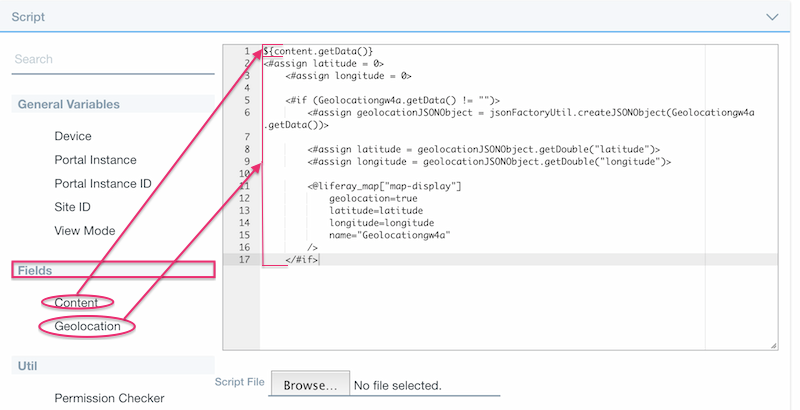 Script
Search
General Variables
Device
Portal Instance
Portal Instance ID
Site ID
View Mode
Fields
Content
Geolocation
Util
Permission Checker
1 ${content.getData()}
2 <#assign latitude = 0>
3 <#assign longitude = 0>
4
5 <#if (Geolocationgw4a.getData() != "")>
6 <#assign geolocationJSONObject = jsonFactoryUtil.createJSONObject(Geolocationgw4a
.getData())>
7
8 <#assign latitude = geolocationJSONObject.getDouble("latitude")>
9 <#assign longitude = geolocationJSONObject.getDouble("longitude")>
10
11 <@liferay_map["map-display"]
12 geolocation=true
13 latitude=latitude
14 longitude=longitude
15 name="Geolocationgw4a"
16 />
17 </#if>
Script File Browse... No file selected.